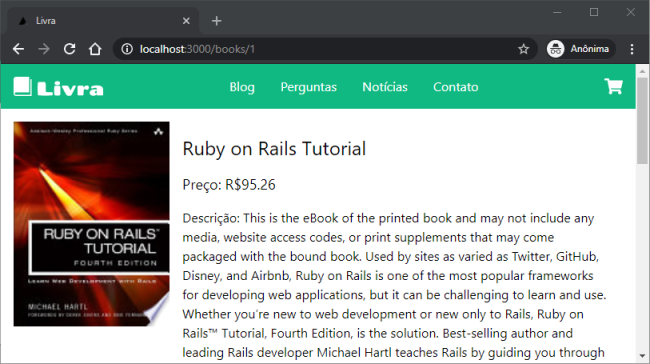 Livra
localhost:3000/books/1
Anônima
Livra
Blog Perguntas Notícias Contato
Addison-Wesley Professional Ruby Series
RUBY ON RAILS™
TUTORIAL
FOURTH EDITION
LEARN WEB DEVELOPMENT WITH RAILS
MICHAEL HARTL
FOREWORDS BY DEREK SIVERS AND
Ruby on Rails Tutorial
Preço: R$95.26
Descrição: This is the eBook of the printed book and may not include any
media, website access codes, or print supplements that may come
packaged with the bound book. Used by sites as varied as Twitter, GitHub,
Disney, and Airbnb, Ruby on Rails is one of the most popular frameworks
for developing web applications, but it can be challenging to learn and use.
Whether you’re new to web development or new only to Rails, Ruby on
Rails™ Tutorial, Fourth Edition, is the solution. Best-selling author and
leading Rails developer Michael Hartl teaches Rails by guiding you through